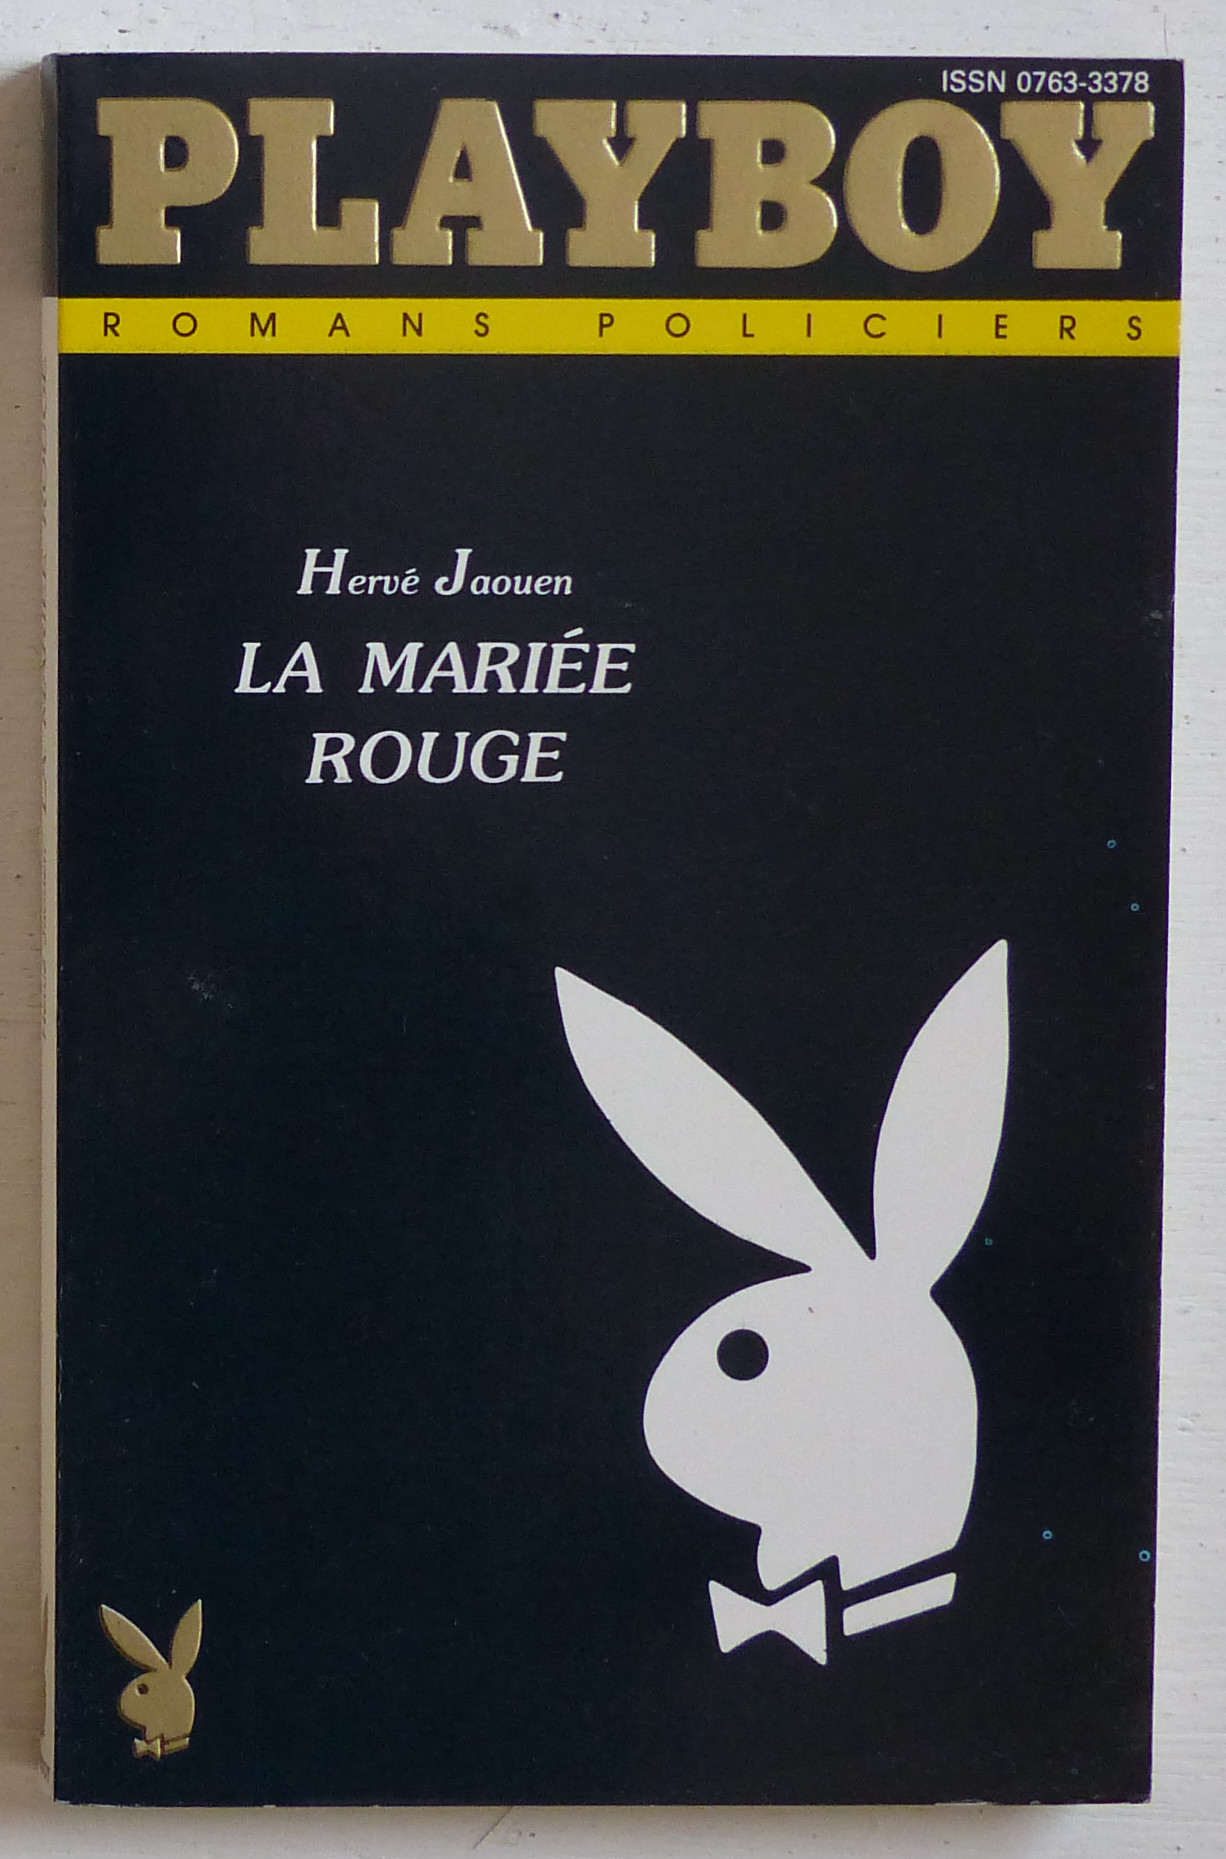 ISSN 0763-3378
PLAYBOY
ROMANS POLICIERS
Hervé Jaouen
LA MARIÉE
ROUGE